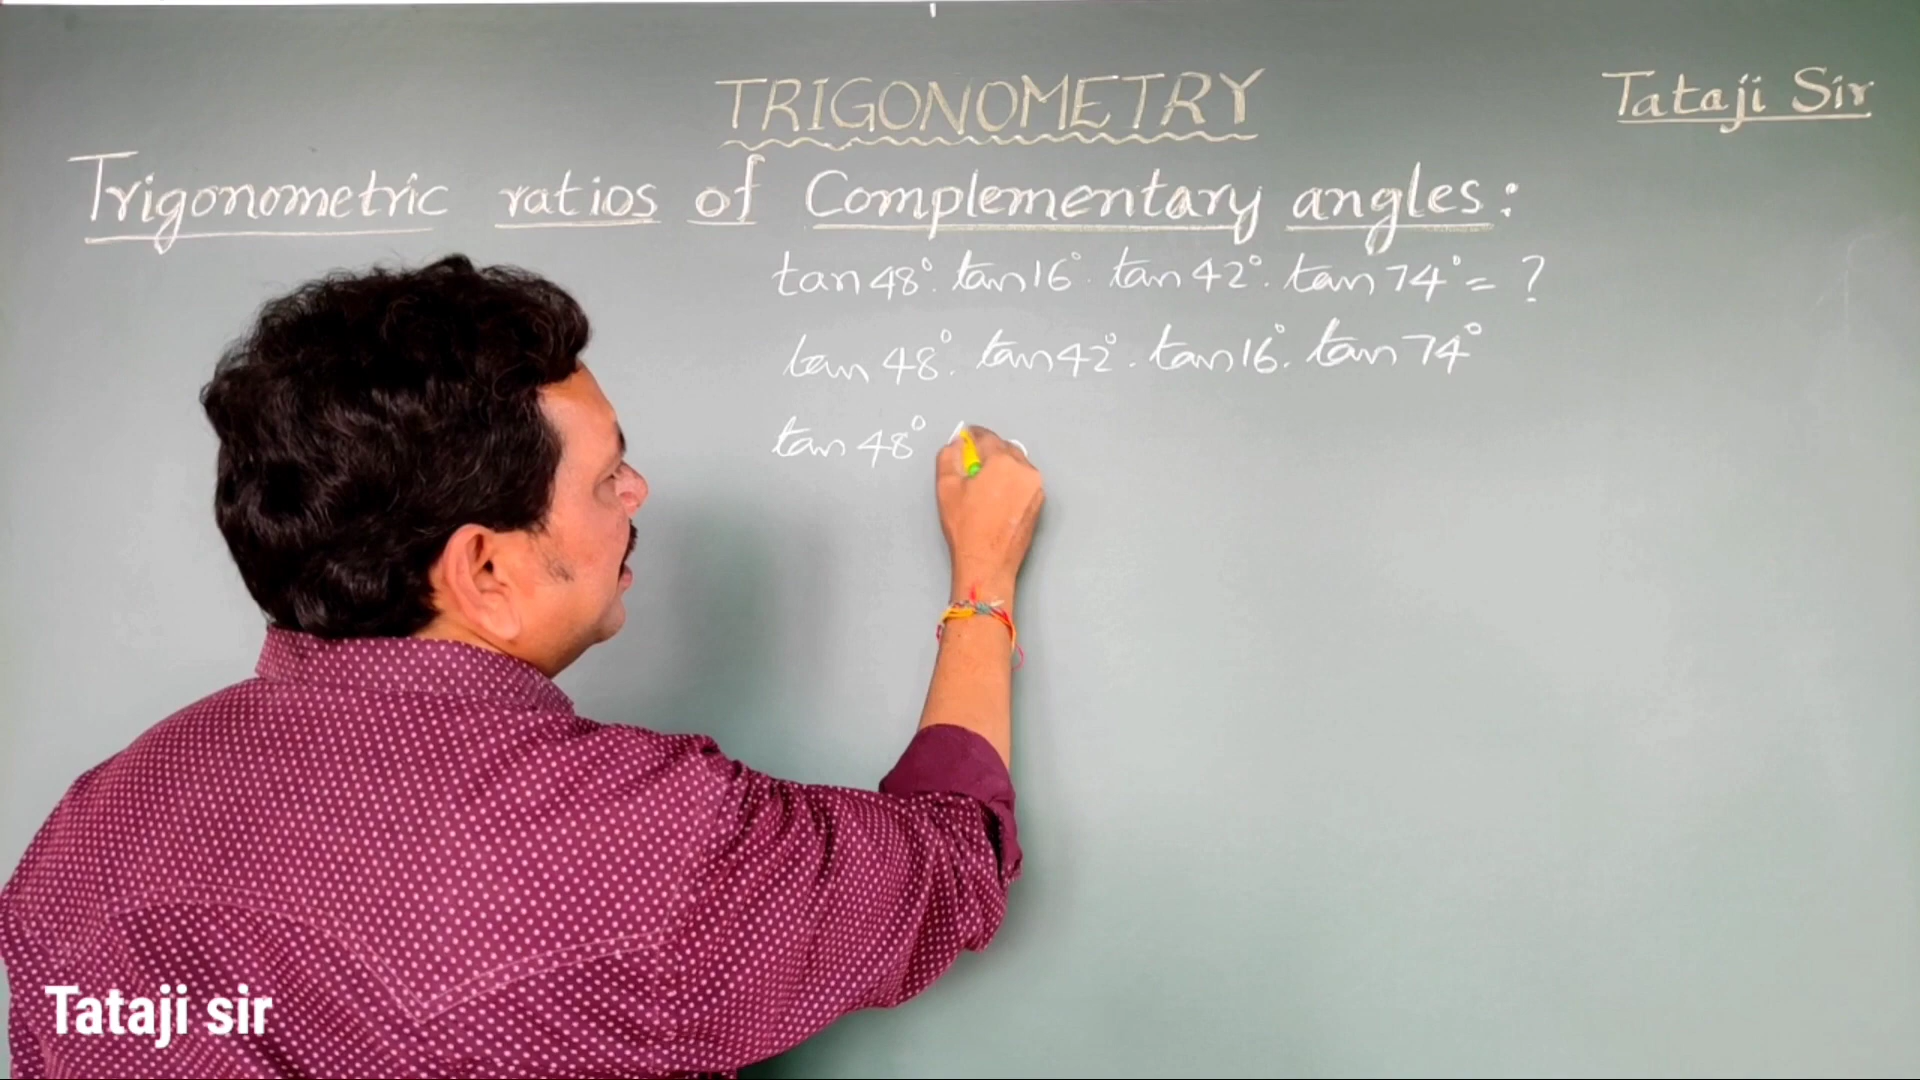 TRIGONOMETRY
Tataji Sir
Trigonometric ratios of Complementary angles:
tan 48°. tan 16°. tan 42°. tan 74° = ?
tan 48°. tan 42°. tan 16°. tan 74°
tan 48°
Tataji sir